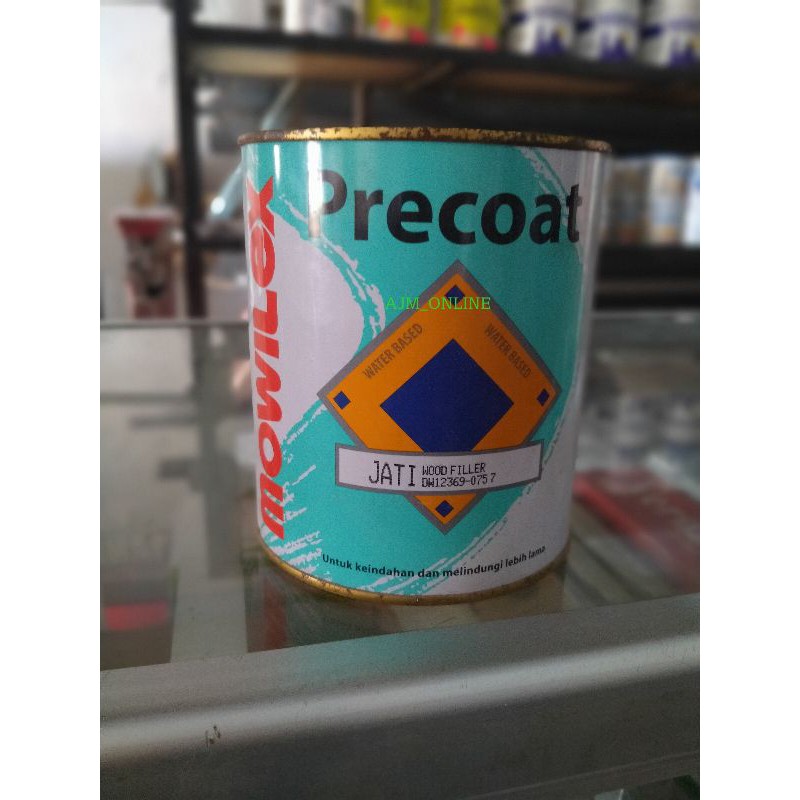 Precoat
mowilex
AJM_ONLINE
WATER BASED
WATER BASED
JATI WOOD FILLER
DW12369-075 7
Untuk keindahan dan melindungi lebih lama